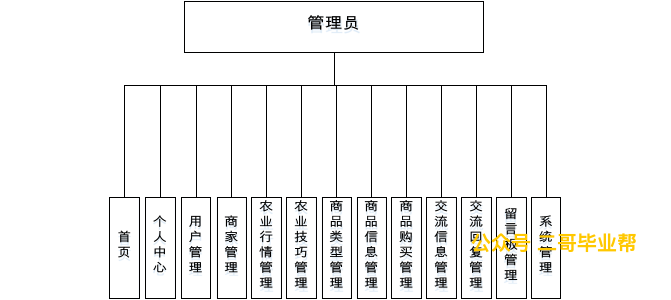 管理员
首页
个人中心
用户管理
商家管理
农业行情管理
农业技巧管理
商品类型管理
商品信息管理
商品购买管理
交流信息管理
交流回复管理
留言板管理
系统管理
公众号 二哥毕业帮